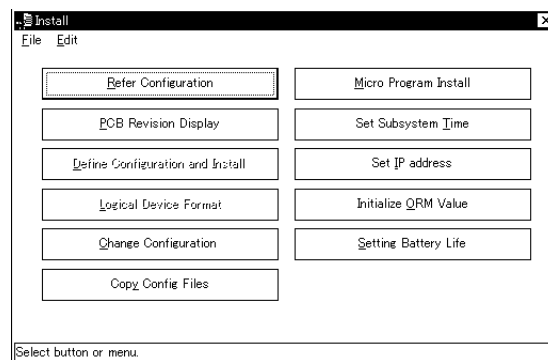 Install
File Edit
Refer Configuration
Micro Program Install
PCB Revision Display
Set Subsystem Time
Define Configuration and Install
Set IP address
Logical Device Format
Initialize ORM Value
Change Configuration
Setting Battery Life
Copy Config Files
Select button or menu.